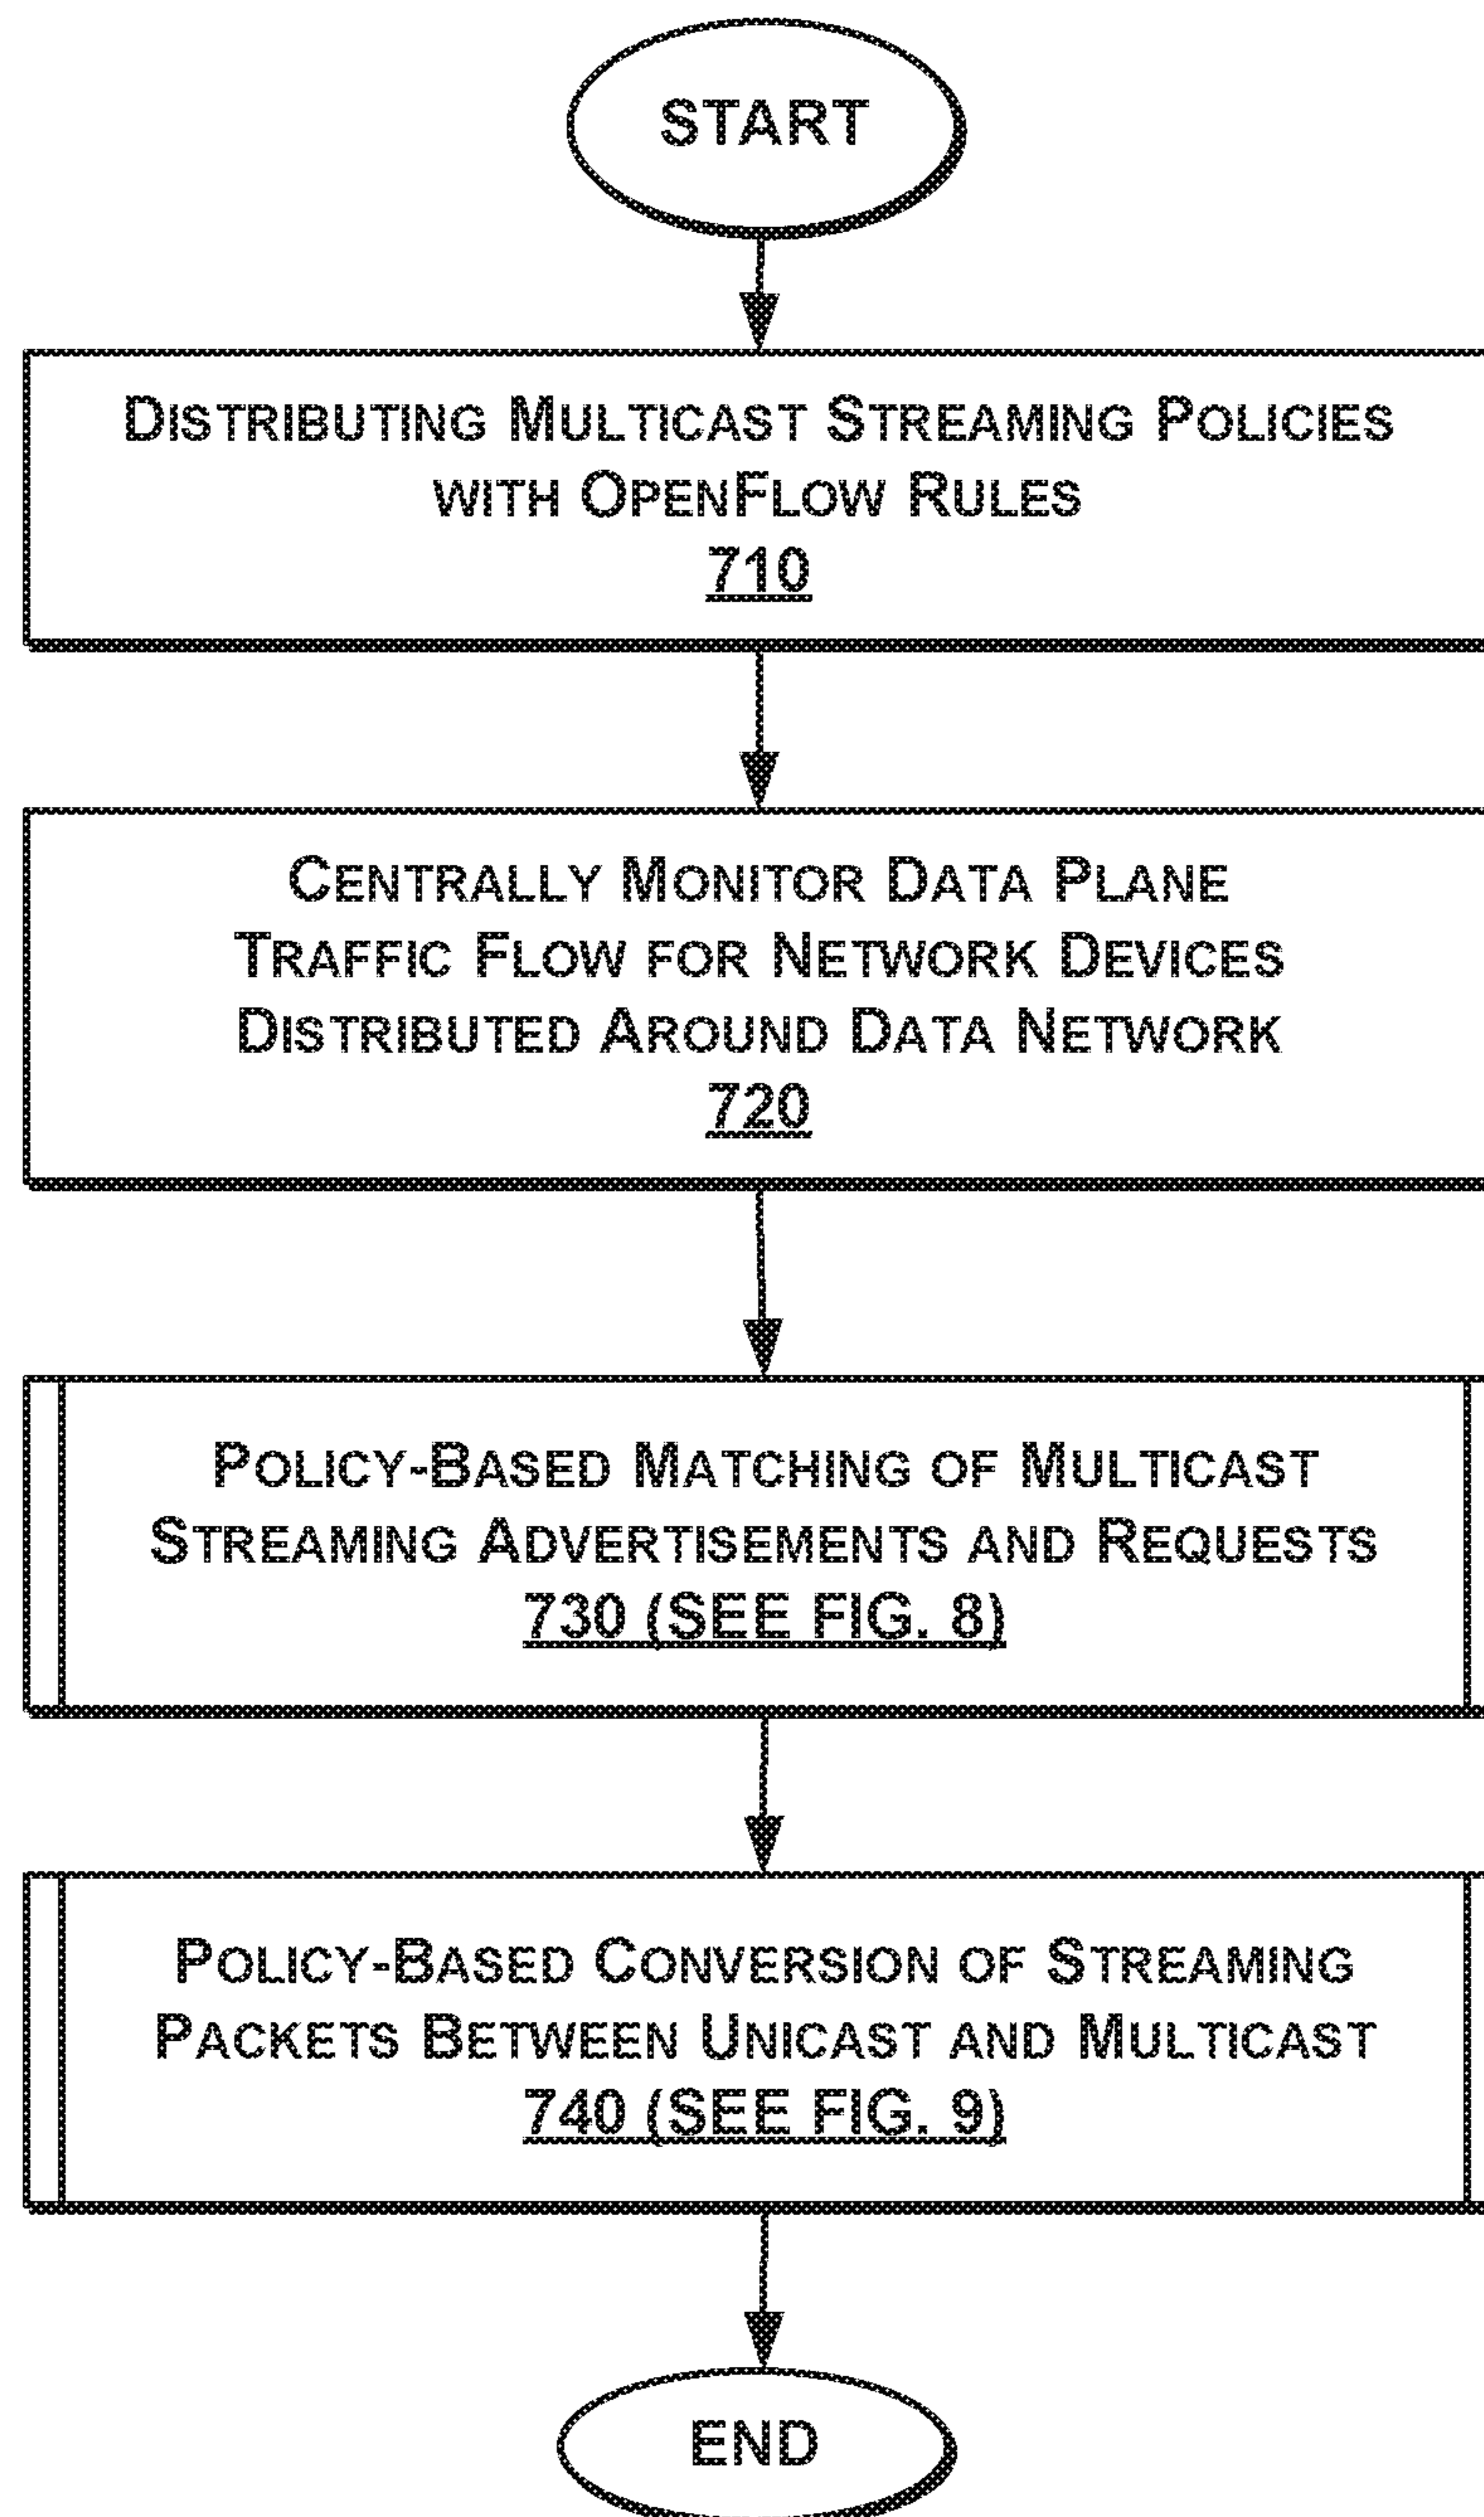 START
DISTRIBUTING MULTICAST STREAMING POLICIES
WITH OPENFLOW RULES
710
CENTRALLY MONITOR DATA PLANE
TRAFFIC FLOW FOR NETWORK DEVICES
DISTRIBUTED AROUND DATA NETWORK
720
POLICY-BASED MATCHING OF MULTICAST
STREAMING ADVERTISEMENTS AND REQUESTS
730 (SEE FIG. 8)
POLICY-BASED CONVERSION OF STREAMING
PACKETS BETWEEN UNICAST AND MULTICAST
740 (SEE FIG. 9)
END